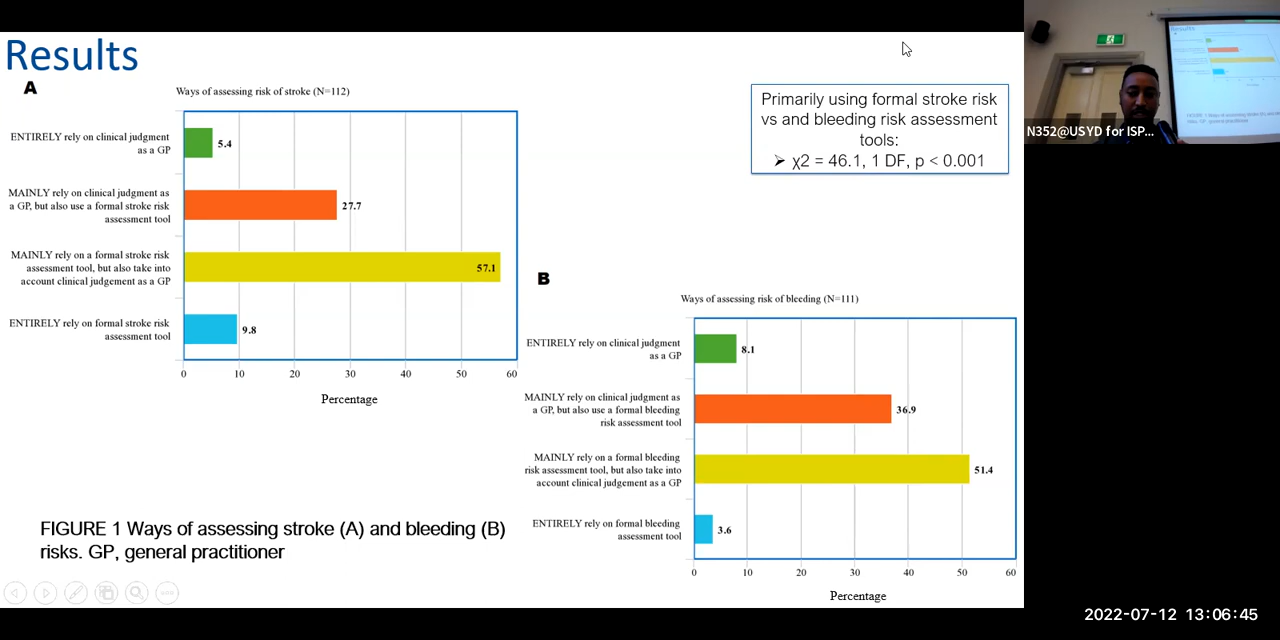 Results
A
Ways of assessing risk of stroke (N=112)
ENTIRELY rely on clinical judgment
as a GP
5.4
MAINLY rely on clinical judgment as
a GP, but also use a formal stroke risk
assessment tool
27.7
MAINLY rely on a formal stroke risk
assessment tool, but also take into
account clinical judgement as a GP
57.1
ENTIRELY rely on formal stroke risk
assessment tool
9.8
0 10 20 30 40 50 60
Percentage
Primarily using formal stroke risk
vs and bleeding risk assessment
tools:
➤ χ2 = 46.1, 1 DF, p < 0.001
B
Ways of assessing risk of bleeding (N=111)
ENTIRELY rely on clinical judgment
as a GP
8.1
MAINLY rely on clinical judgment as
a GP, but also use a formal bleeding
risk assessment tool
36.9
MAINLY rely on a formal bleeding
risk assessment tool, but also take into
account clinical judgement as a GP
51.4
ENTIRELY rely on formal bleeding
assessment tool
3.6
0 10 20 30 40 50 60
Percentage
FIGURE 1 Ways of assessing stroke (A) and bleeding (B)
risks. GP, general practitioner
N352@USYD for ISP...
2022-07-12 13:06:45